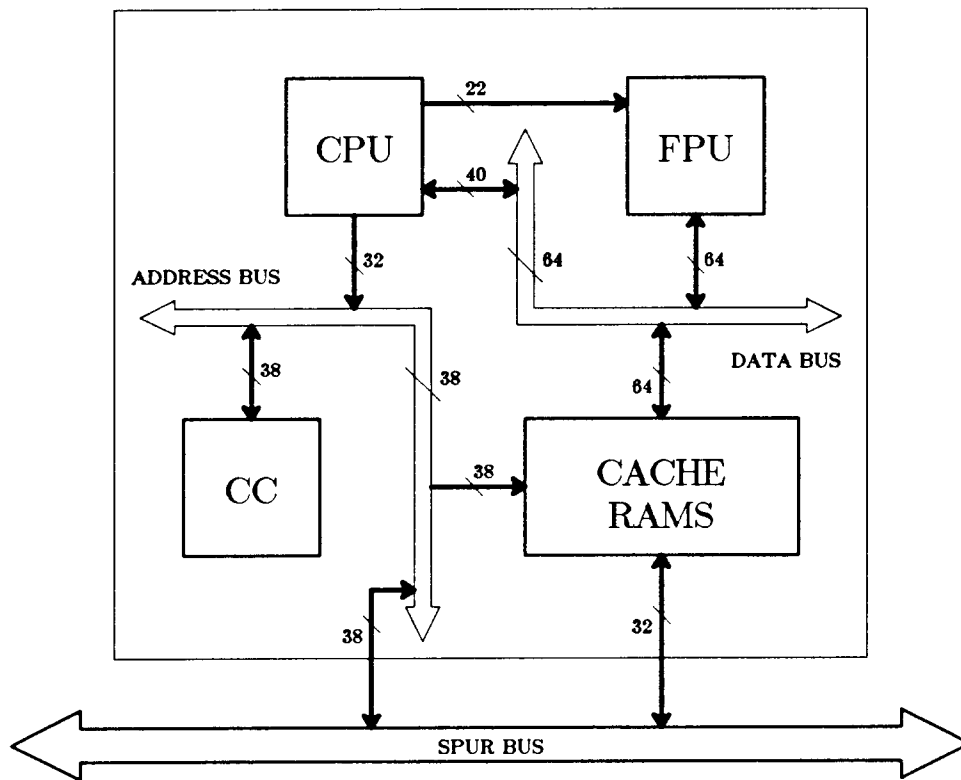 22
CPU
FPU
40
32
64
64
ADDRESS BUS
38
38
DATA BUS
64
CC
38
CACHE
RAMS
38
32
SPUR BUS